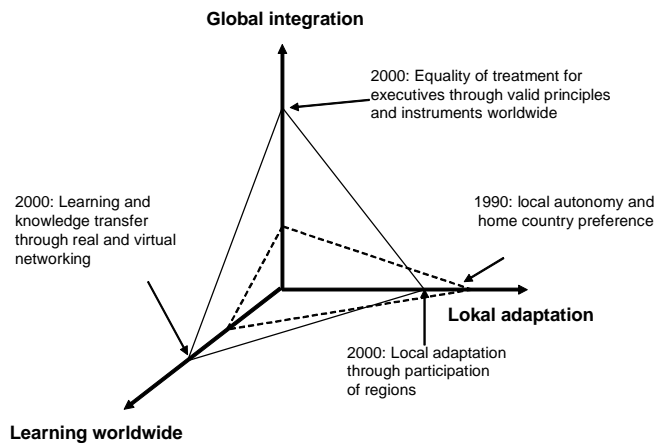 Global integration
2000: Equality of treatment for
executives through valid principles
and instruments worldwide
2000: Learning and
knowledge transfer
through real and virtual
networking
1990: local autonomy and
home country preference
Lokal adaptation
2000: Local adaptation
through participation
of regions
Learning worldwide